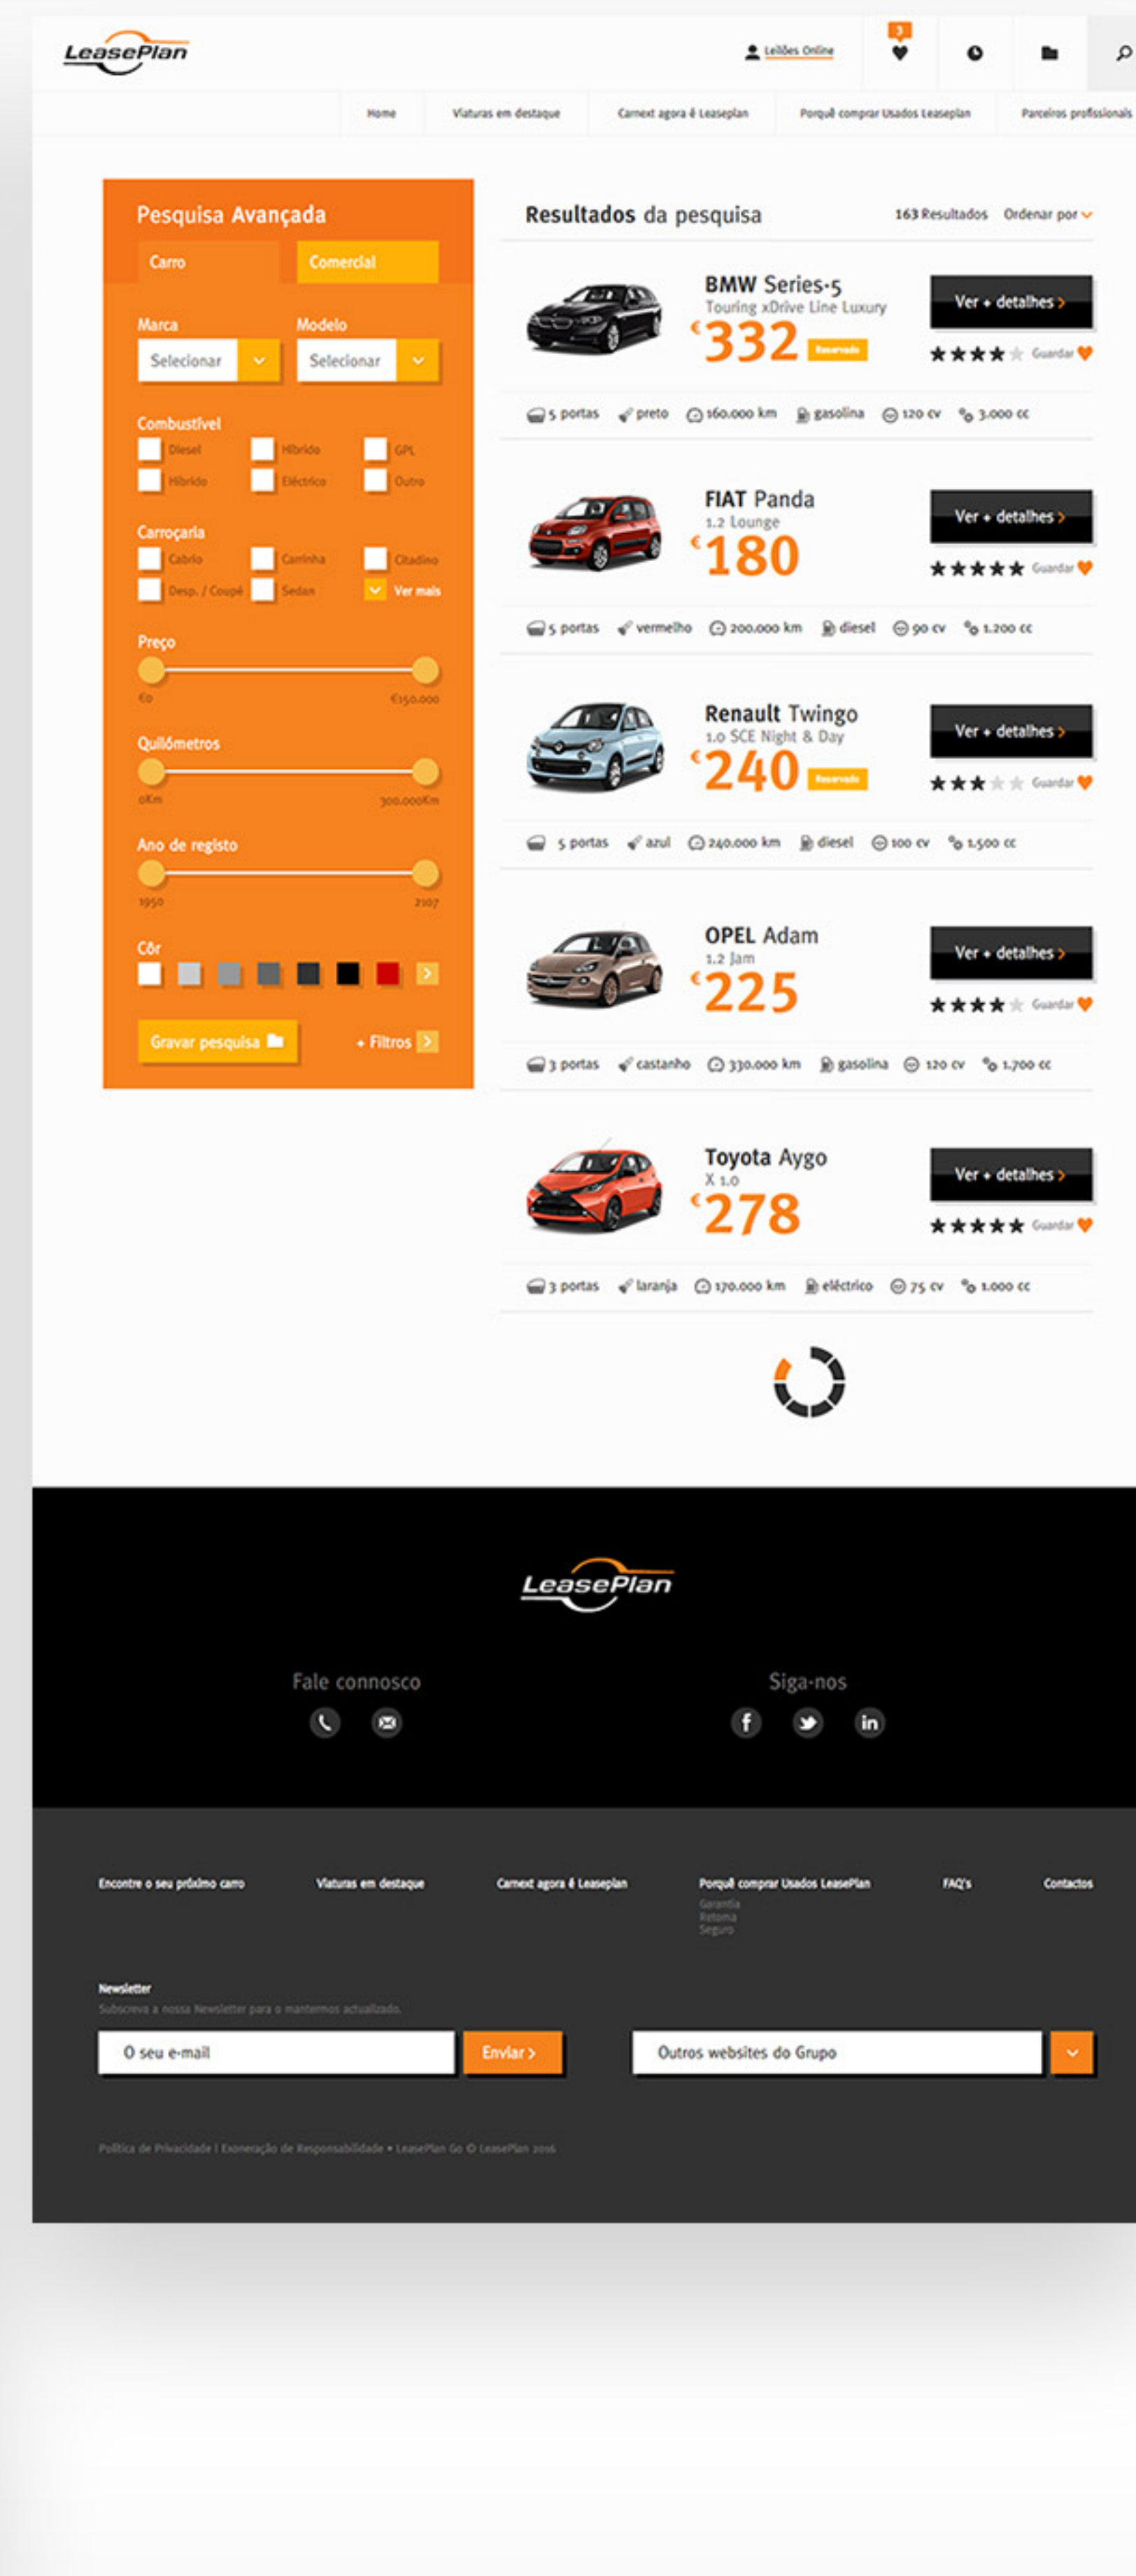 LeasePlan
Leilões Online
3
Home
Viaturas em destaque
Carnext agora é Leaseplan
Porquê comprar Usados Leaseplan
Parceiros profissionais
Pesquisa Avançada
Carro
Comercial
Marca
Modelo
Selecionar
Selecionar
Combustível
Diesel
Híbrido
GPL
Híbrido
Eléctrico
Outro
Carroçaria
Cabrio
Carrinha
Citadino
Desp. / Coupé
Sedan
Ver mais
Preço
€0
€150.000
Quilómetros
0Km
300.000Km
Ano de registo
1950
2107
Côr
Gravar pesquisa
+ Filtros
Resultados da pesquisa
163 Resultados
Ordenar por
BMW Series-5
Touring xDrive Line Luxury
€332
Reservado
Ver + detalhes
Guardar
5 portas
preto
160.000 km
gasolina
120 cv
3.000 cc
FIAT Panda
1.2 Lounge
€180
Ver + detalhes
Guardar
5 portas
vermelho
200.000 km
diesel
90 cv
1.200 cc
Renault Twingo
1.0 SCE Night & Day
€240
Reservado
Ver + detalhes
Guardar
5 portas
azul
240.000 km
diesel
100 cv
1.500 cc
OPEL Adam
1.2 Jam
€225
Ver + detalhes
Guardar
3 portas
castanho
330.000 km
gasolina
120 cv
1.700 cc
Toyota Aygo
X 1.0
€278
Ver + detalhes
Guardar
3 portas
laranja
170.000 km
eléctrico
75 cv
1.000 cc
LeasePlan
Fale connosco
Siga-nos
Encontre o seu próximo carro
Viaturas em destaque
Carnext agora é Leaseplan
Porquê comprar Usados LeasePlan
Garantia
Retoma
Seguro
FAQ's
Contactos
Newsletter
Subscreva a nossa Newsletter para o mantermos actualizado.
O seu e-mail
Enviar >
Outros websites do Grupo
Política de Privacidade | Exoneração de Responsabilidade • LeasePlan Go © LeasePlan 2016